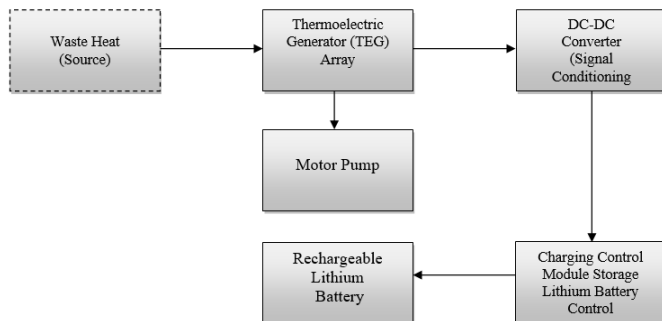 Waste Heat
(Source)
Thermoelectric
Generator (TEG)
Array
DC-DC
Converter
(Signal
Conditioning
Motor Pump
Rechargeable
Lithium
Battery
Charging Control
Module Storage
Lithium Battery
Control